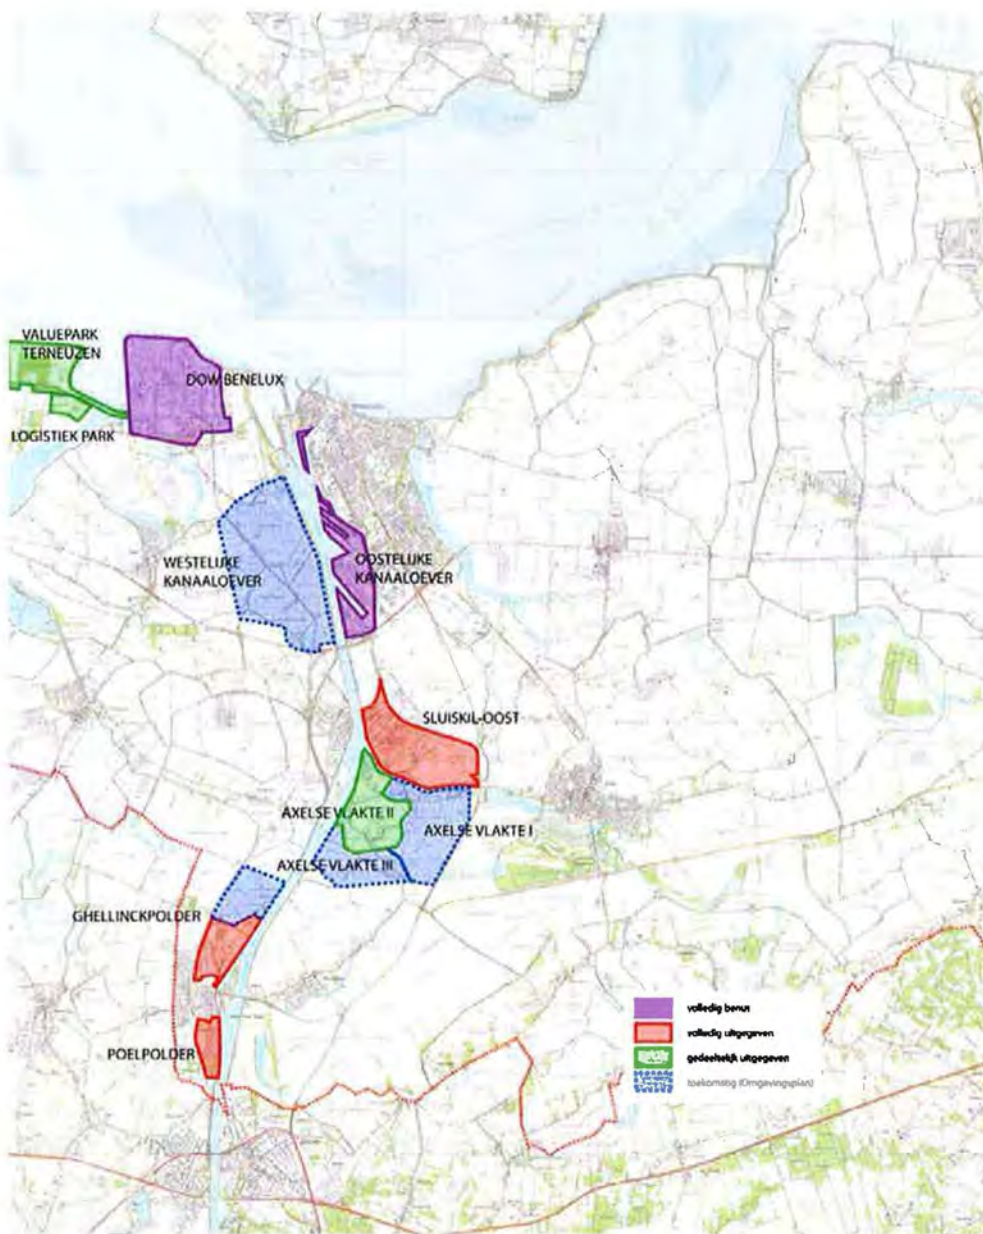 VALUEPARK
TERNEUZEN
DOW BENELUX
LOGISTIEK PARK
WESTELIJKE
KANAALOEVER
OOSTELIJKE
KANAALOEVER
SLUISKIL-OOST
AXELSE VLAKTE II
AXELSE VLAKTE I
AXELSE VLAKTE III
GHELLINCKPOLDER
POELPOLDER
volledig benut
volledig uitgegeven
gedeeltelijk uitgegeven
toekomstig (Omgevingsplan)